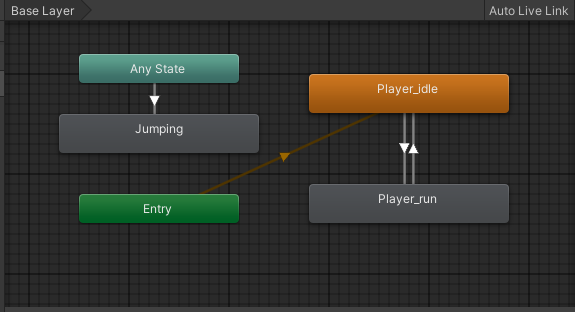 Base Layer
Auto Live Link
Any State
Player_idle
Jumping
Entry
Player_run